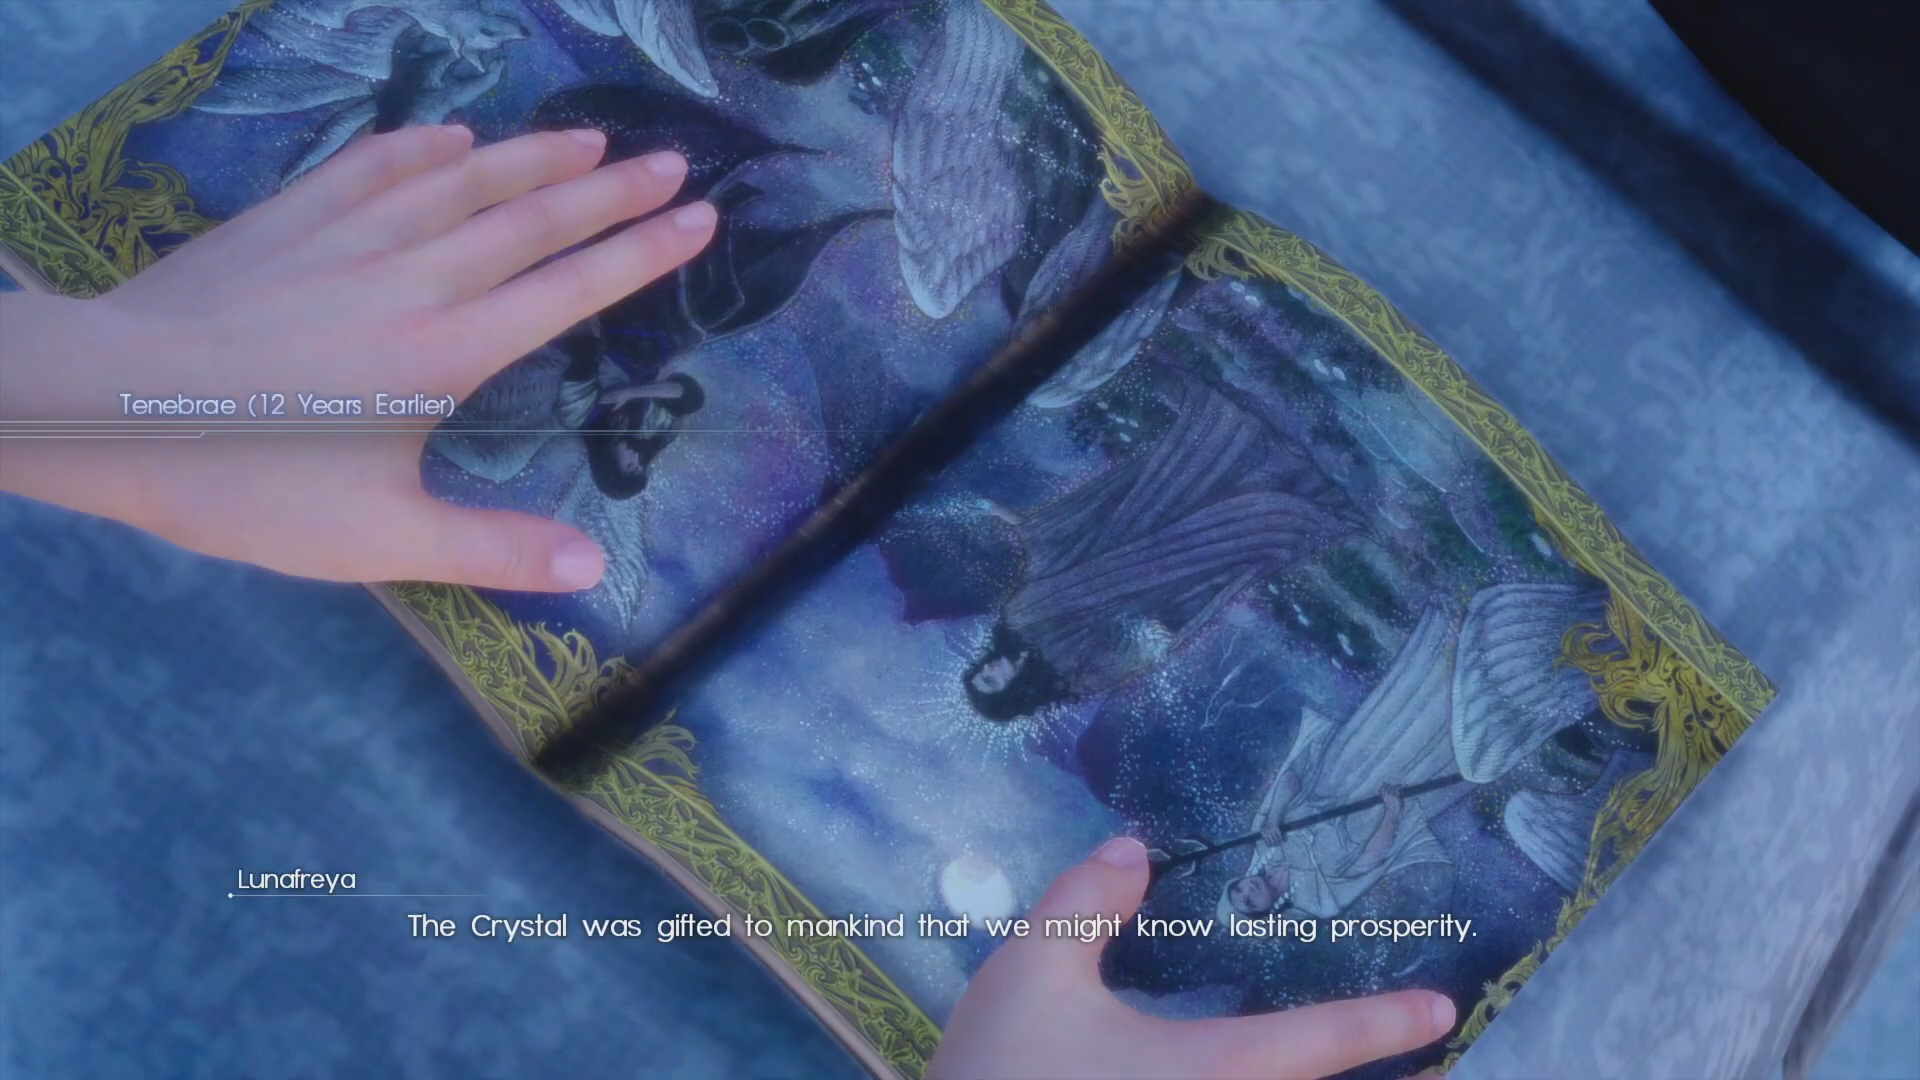 Tenebrae (12 Years Earlier)
Lunafreya
The Crystal was gifted to mankind that we might know lasting prosperity.